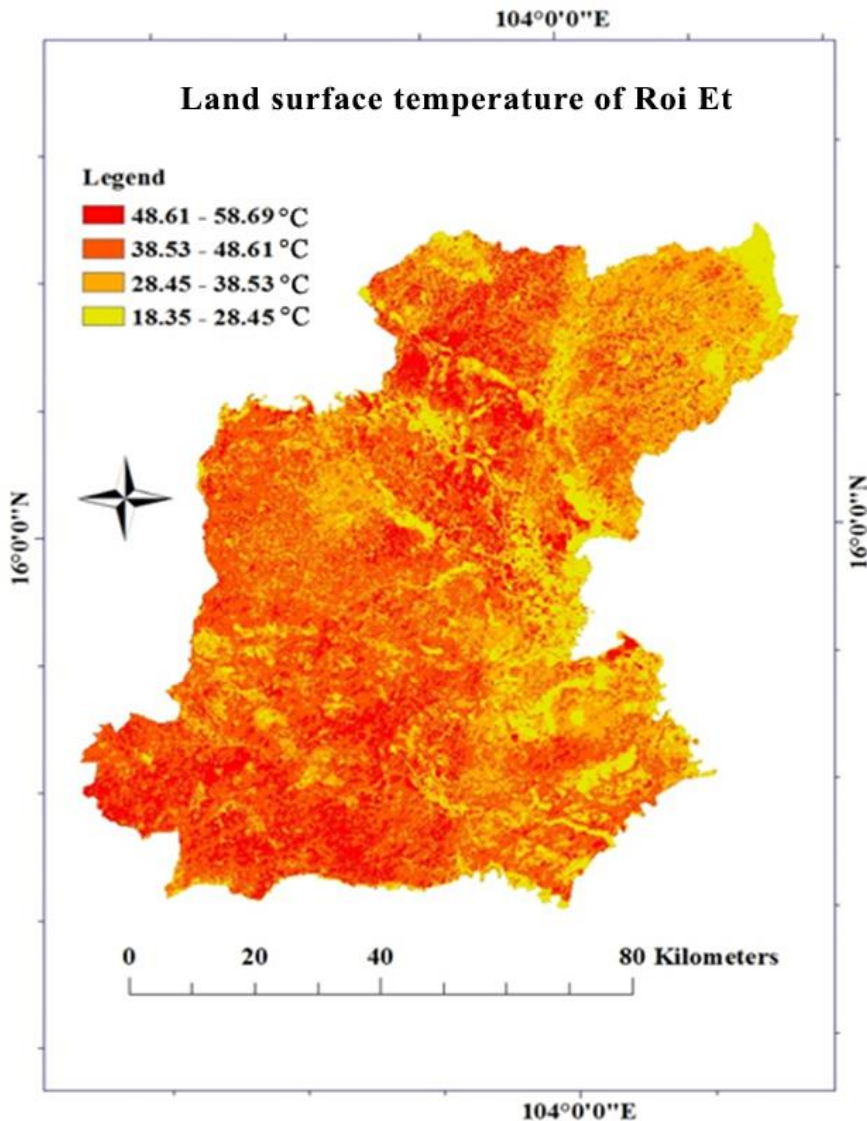 104°0'0"E
Land surface temperature of Roi Et
Legend
48.61 - 58.69 °C
38.53 - 48.61 °C
28.45 - 38.53 °C
18.35 - 28.45 °C
16°0'0"N
16°0'0"N
0 20 40 80 Kilometers
104°0'0"E